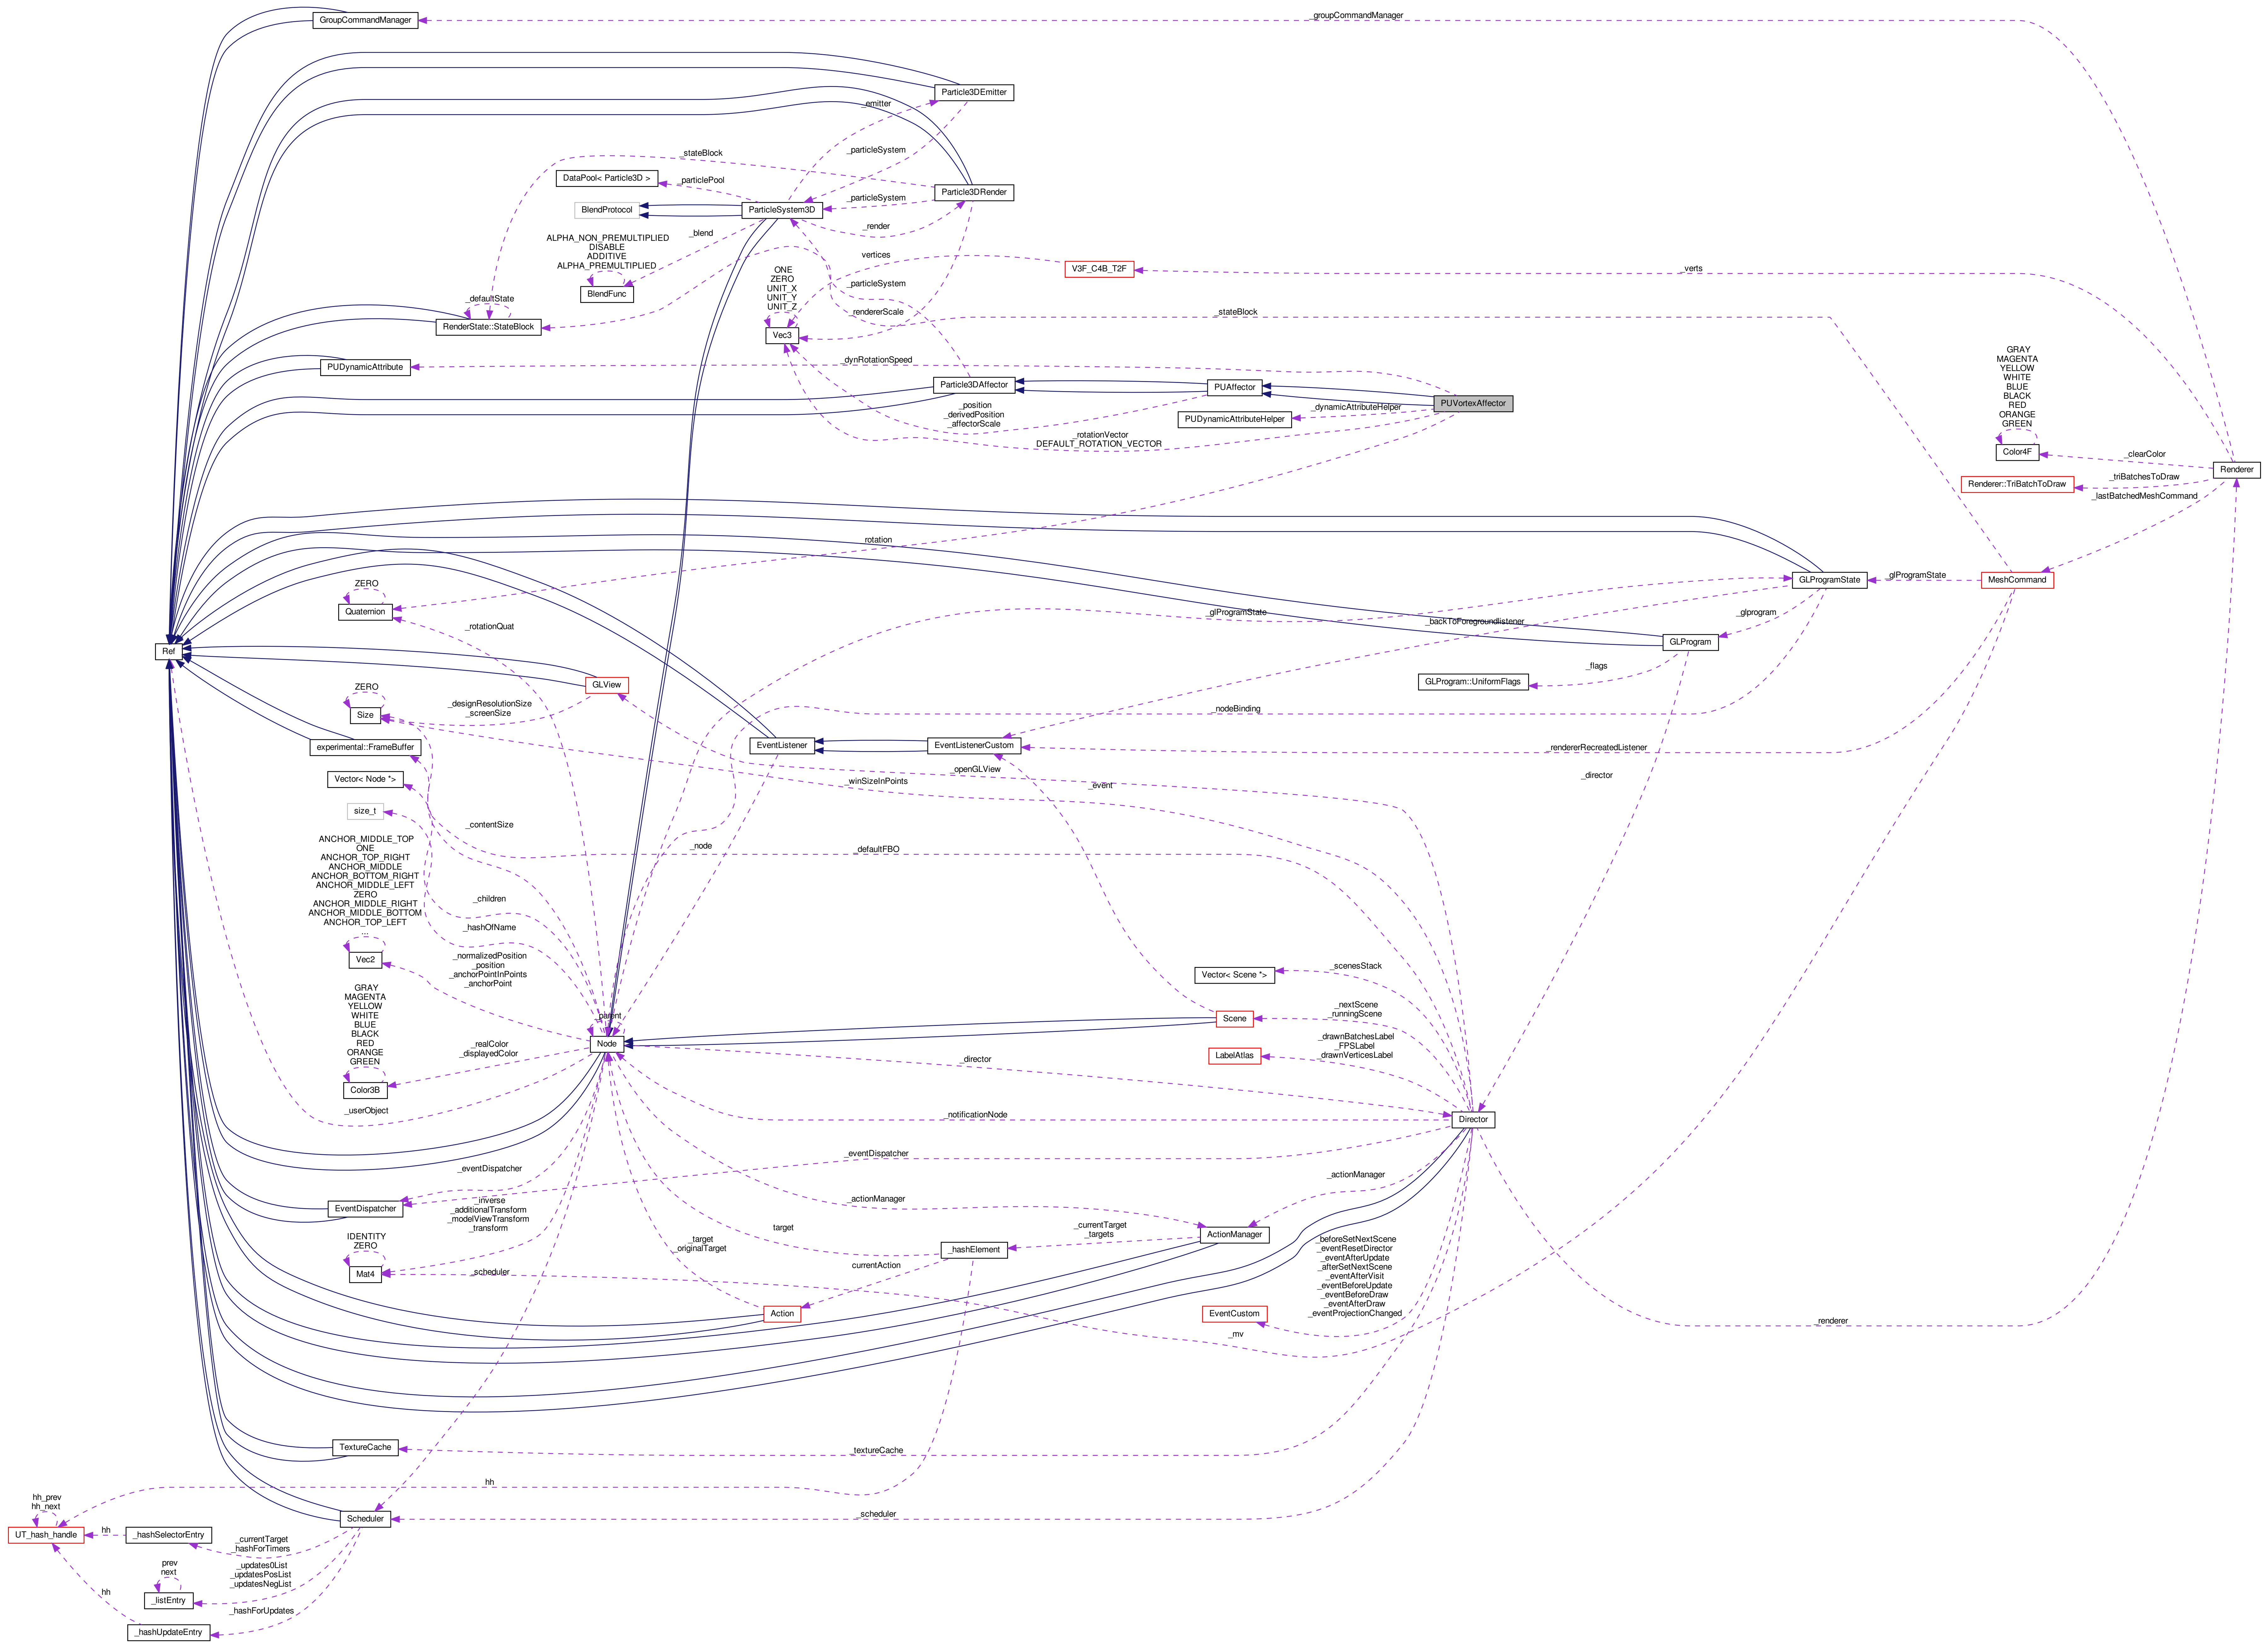 GroupCommandManager
_groupCommandManager
Particle3DEmitter
_emitter
_particleSystem
_stateBlock
DataPool< Particle3D >
_particlePool
Particle3DRender
BlendProtocol
ParticleSystem3D
_particleSystem
_render
_blend
ALPHA_NON_PREMULTIPLIED
DISABLE
ADDITIVE
ALPHA_PREMULTIPLIED
BlendFunc
vertices
V3F_C4B_T2F
_verts
ONE
ZERO
UNIT_X
UNIT_Y
UNIT_Z
Vec3
_particleSystem
_rendererScale
_stateBlock
_defaultState
RenderState::StateBlock
PUDynamicAttribute
_dynRotationSpeed
Particle3DAffector
PUAffector
PUVortexAffector
_position
_derivedPosition
_affectorScale
_dynamicAttributeHelper
PUDynamicAttributeHelper
_rotationVector
DEFAULT_ROTATION_VECTOR
GRAY
MAGENTA
YELLOW
WHITE
BLUE
BLACK
RED
ORANGE
GREEN
Color4F
_clearColor
Renderer
Renderer::TriBatchToDraw
_triBatchesToDraw
_lastBatchedMeshCommand
_rotation
GLProgramState
_glProgramState
MeshCommand
ZERO
Quaternion
_rotationQuat
_glProgramState
_backToForegroundlistener
_glprogram
GLProgram
Ref
_flags
GLProgram::UniformFlags
GLView
ZERO
Size
_designResolutionSize
_screenSize
_nodeBinding
experimental::FrameBuffer
EventListener
EventListenerCustom
_rendererRecreatedListener
Vector< Node *>
_openGLView
_winSizeInPoints
_event
_director
size_t
_contentSize
_node
_defaultFBO
ANCHOR_MIDDLE_TOP
ONE
ANCHOR_TOP_RIGHT
ANCHOR_MIDDLE
ANCHOR_BOTTOM_RIGHT
ANCHOR_MIDDLE_LEFT
ZERO
ANCHOR_MIDDLE_RIGHT
ANCHOR_MIDDLE_BOTTOM
ANCHOR_TOP_LEFT
...
Vec2
_children
_hashOfName
_normalizedPosition
_position
_anchorPointInPoints
_anchorPoint
Vector< Scene *>
_scenesStack
GRAY
MAGENTA
YELLOW
WHITE
BLUE
BLACK
RED
ORANGE
GREEN
Color3B
_realColor
_displayedColor
_parent
Node
Scene
_nextScene
_runningScene
LabelAtlas
_drawnBatchesLabel
_FPSLabel
_drawnVerticesLabel
_director
_userObject
_notificationNode
Director
_eventDispatcher
_eventDispatcher
_actionManager
EventDispatcher
_inverse
_additionalTransform
_modelViewTransform
_transform
_actionManager
IDENTITY
ZERO
Mat4
target
_currentTarget
_targets
ActionManager
_hashElement
_target
_originalTarget
currentAction
_scheduler
Action
EventCustom
_beforeSetNextScene
_eventResetDirector
_eventAfterUpdate
_afterSetNextScene
_eventAfterVisit
_eventBeforeUpdate
_eventBeforeDraw
_eventAfterDraw
_eventProjectionChanged
_mv
_renderer
TextureCache
_textureCache
hh
hh_prev
hh_next
UT_hash_handle
hh
_hashSelectorEntry
Scheduler
_scheduler
_currentTarget
_hashForTimers
prev
next
_listEntry
_updates0List
_updatesPosList
_updatesNegList
hh
_hashForUpdates
_hashUpdateEntry